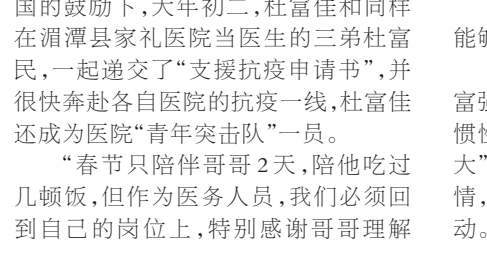 国的鼓励下，大年初二，杜富佳和同样
在湄潭县家礼医院当医生的三弟杜富
民，一起递交了“支援抗疫申请书”，并
很快奔赴各自医院的抗疫一线，杜富佳
还成为医院“青年突击队”一员。
“春节只陪伴哥哥2天，陪他吃过
几顿饭，但作为医务人员，我们必须回
到自己的岗位上，特别感谢哥哥理解
能够
富强
惯性
大”
情，
动。